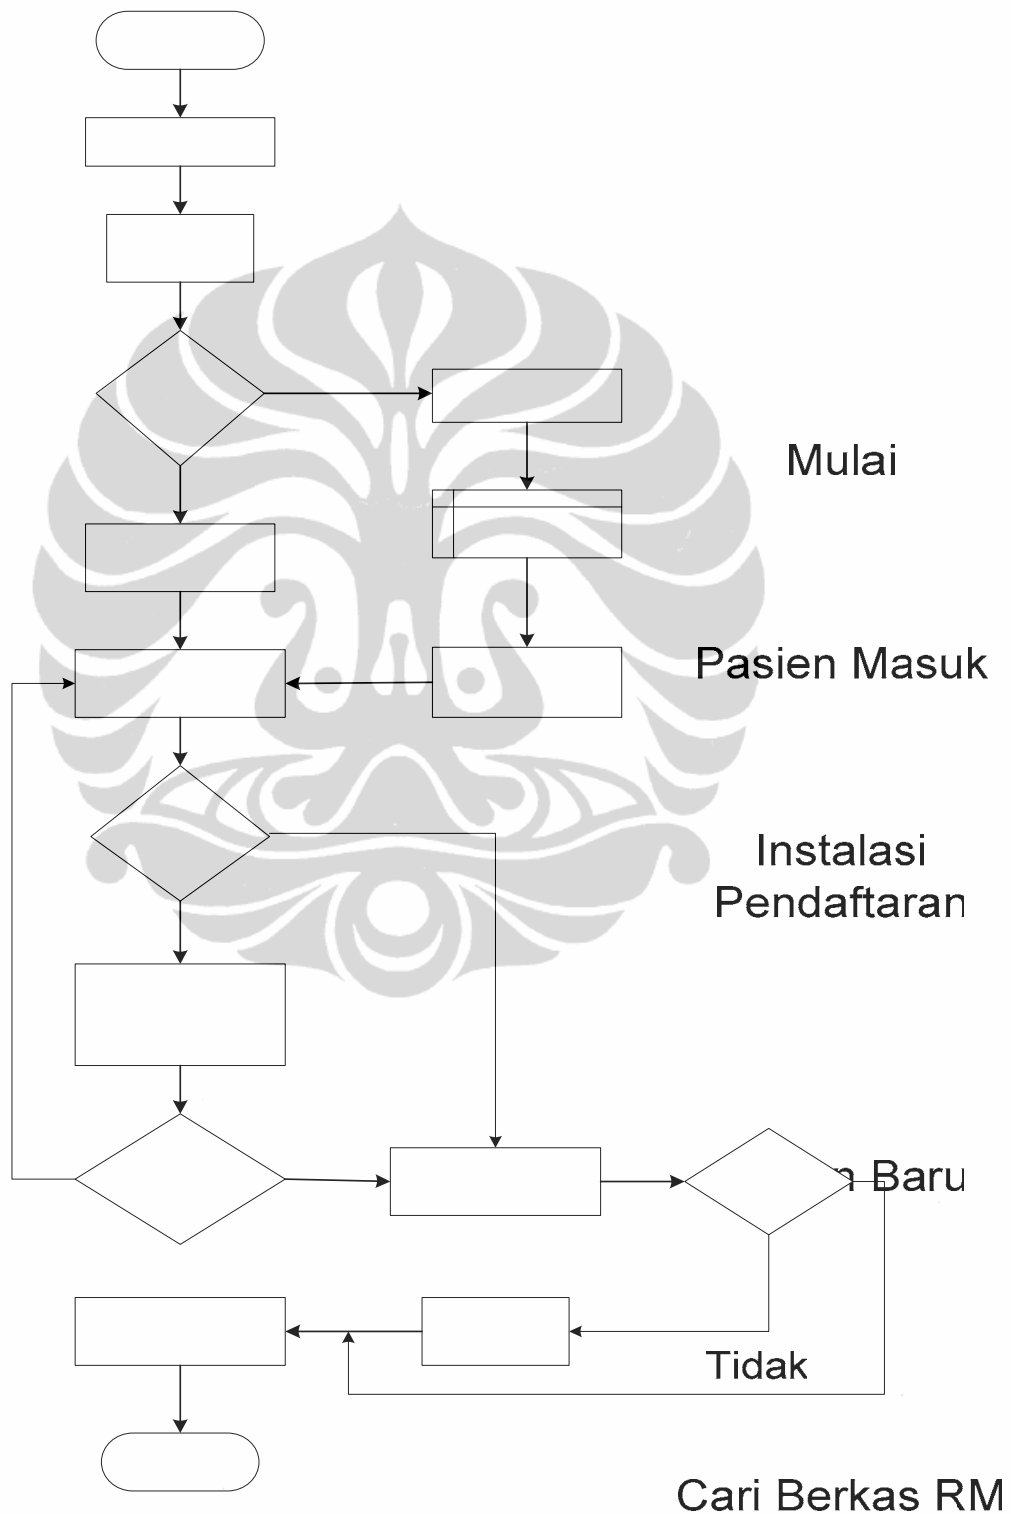 Mulai
Pasien Masuk
Instalasi
Pendaftaran
Baru
Tidak
Cari Berkas RM